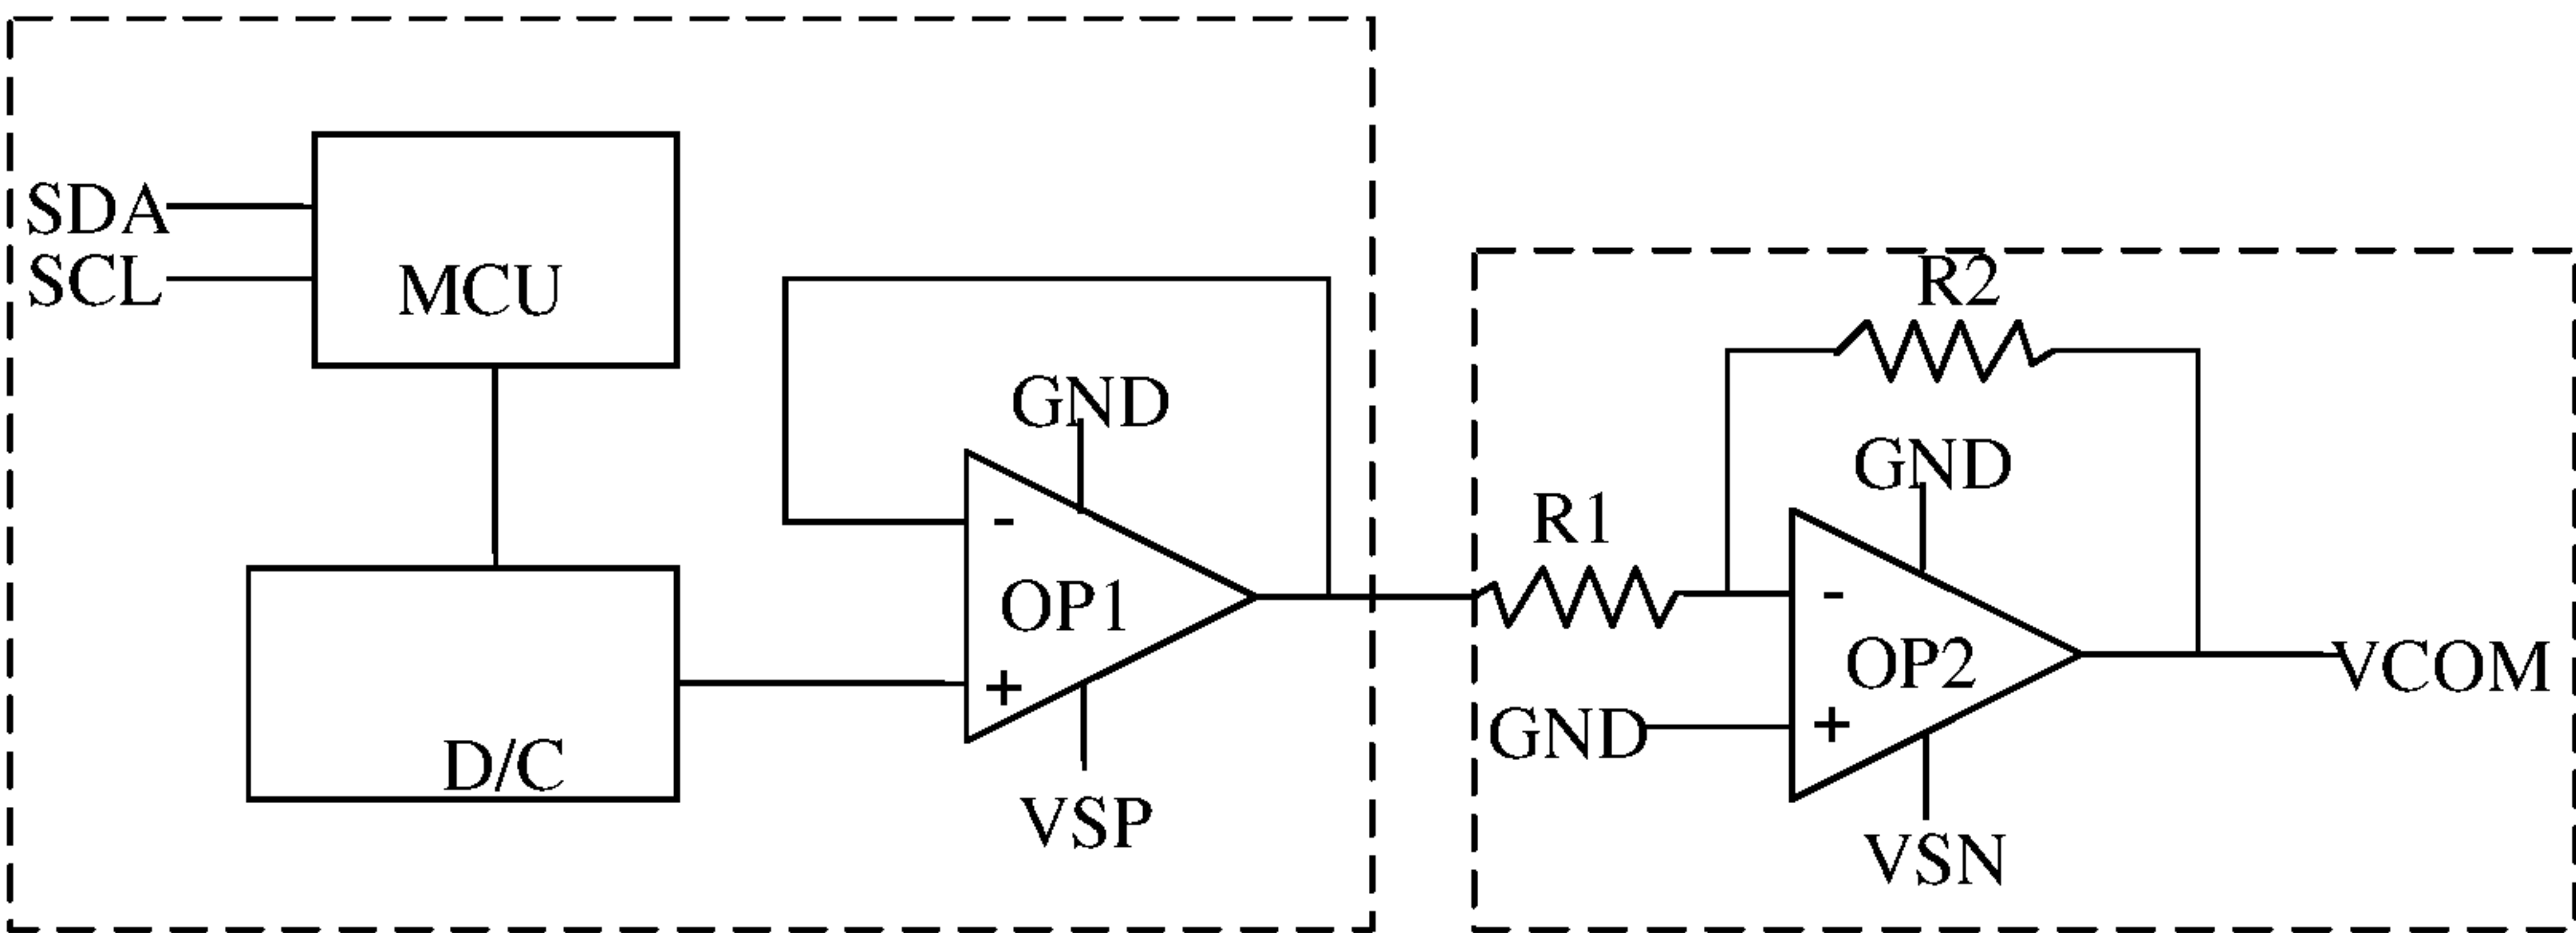 SDA
SCL
MCU
D/C
GND
-
OP1
+
VSP
R1
R2
GND
-
OP2
+
GND
VSN
VCOM